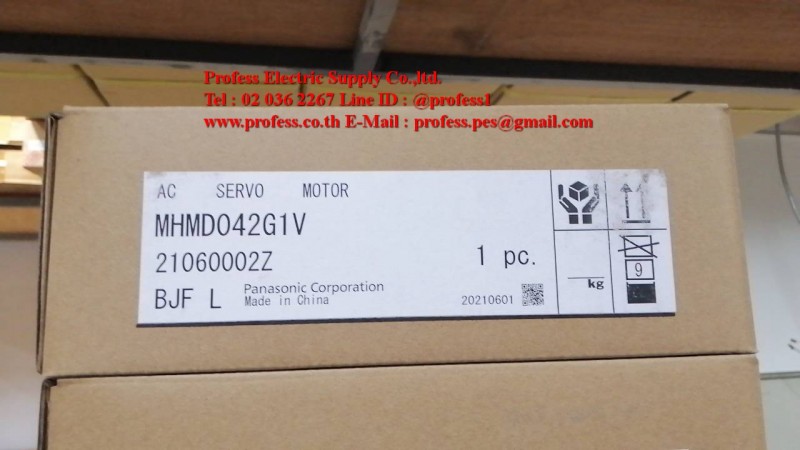 Profess Electric Supply Co.,ltd.
Tel : 02 036 2267 Line ID : @profess1
www.profess.co.th E-Mail : profess.pes@gmail.com
AC SERVO MOTOR
MHMD042G1V
21060002Z
1 pc.
BJF L
Panasonic Corporation
Made in China
20210601
kg
9